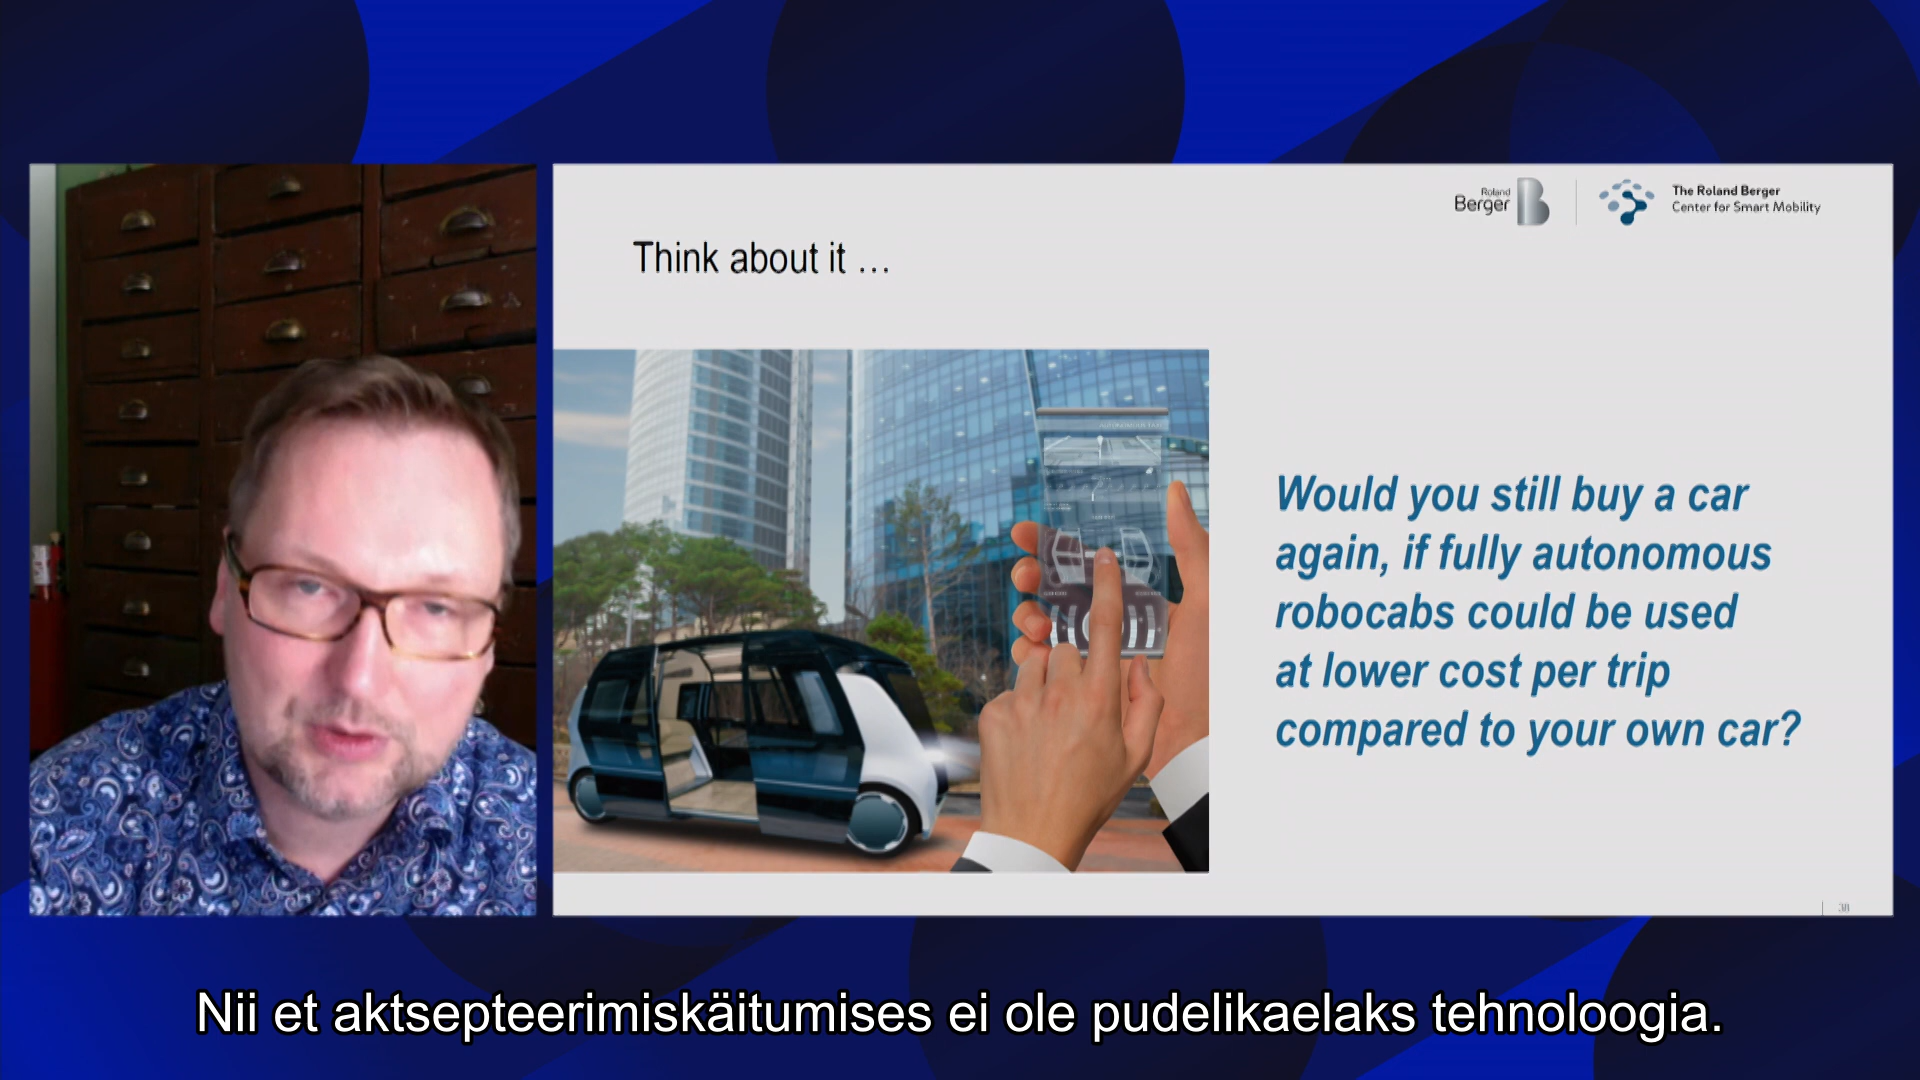 Roland
Berger
The Roland Berger
Center for Smart Mobility
Think about it ...
Would you still buy a car
again, if fully autonomous
robocabs could be used
at lower cost per trip
compared to your own car?
38
Nii et aktsepteerimiskäitumises ei ole pudelikaelaks tehnoloogia.